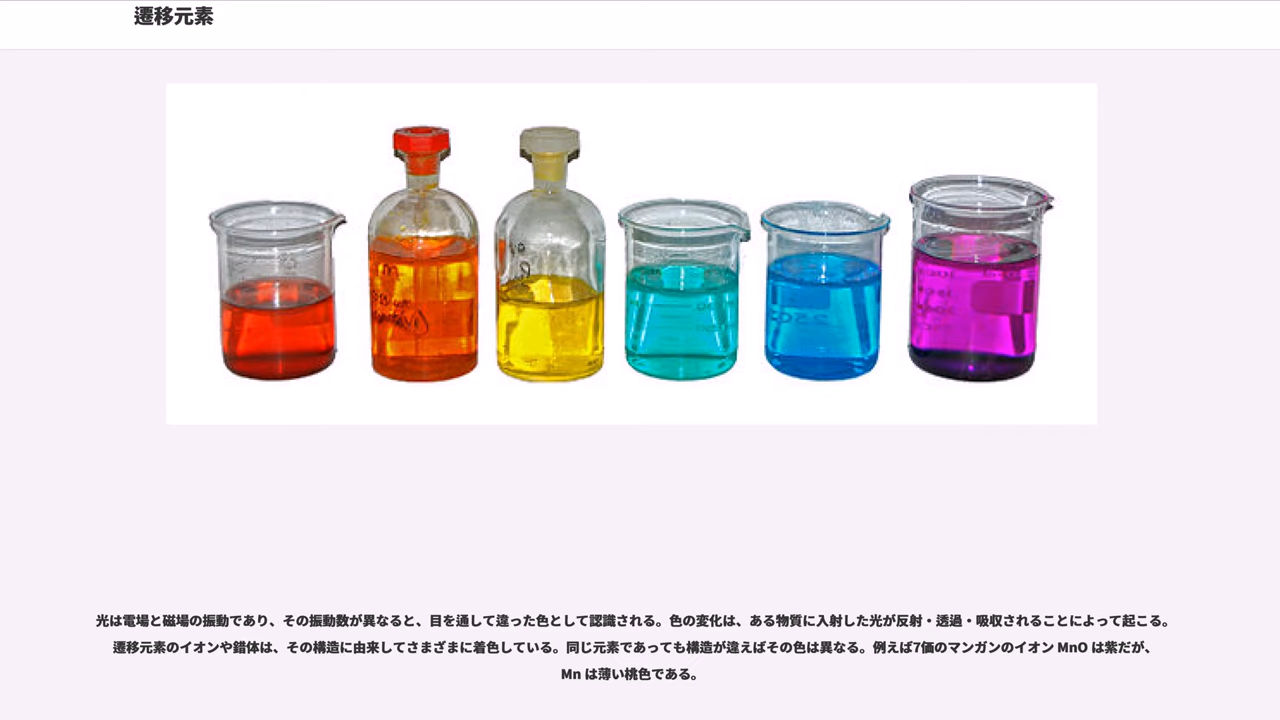 遷移元素
光は電場と磁場の振動であり、その振動数が異なると、目を通して違った色として認識される。色の変化は、ある物質に入射した光が反射・透過・吸収されることによって起こる。
遷移元素のイオンや錯体は、その構造に由来してさまざまに着色している。同じ元素であっても構造が違えばその色は異なる。例えば7価のマンガンのイオン MnO は紫だが、
Mn は薄い桃色である。